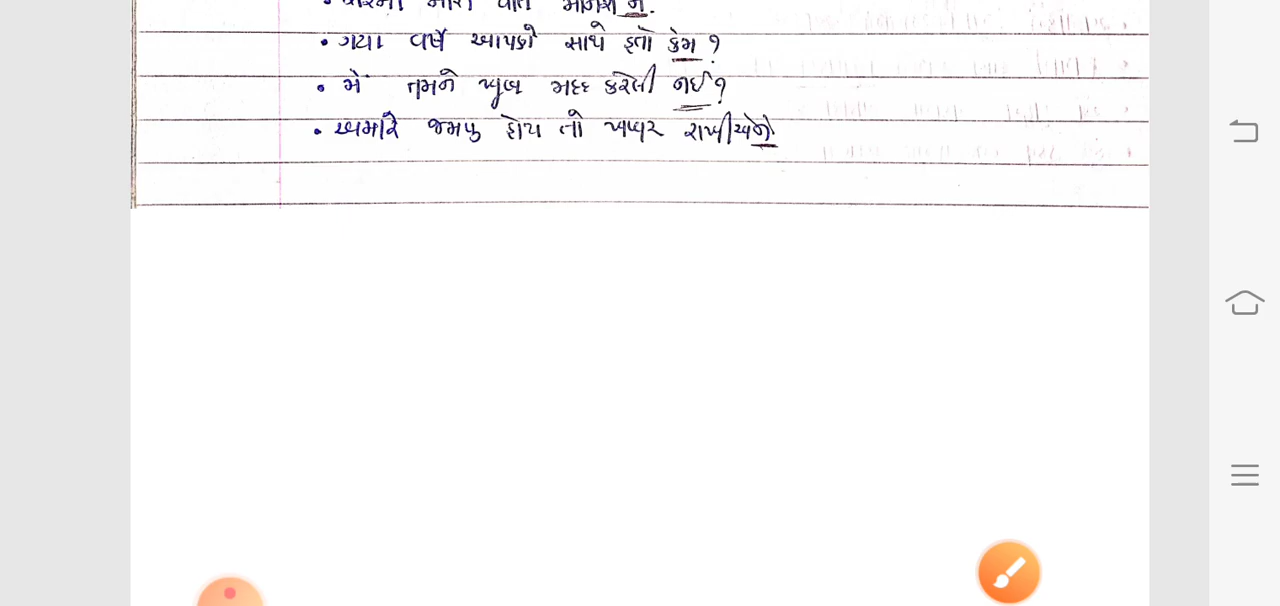 • ગયા વર્ષે આપણો સાથે હતો કેમ ?
• મેં તમને ખૂબ મદદ કરેલી નઈ ?
• અમારે જમવુ હોય તો ખબર રાખીયેને